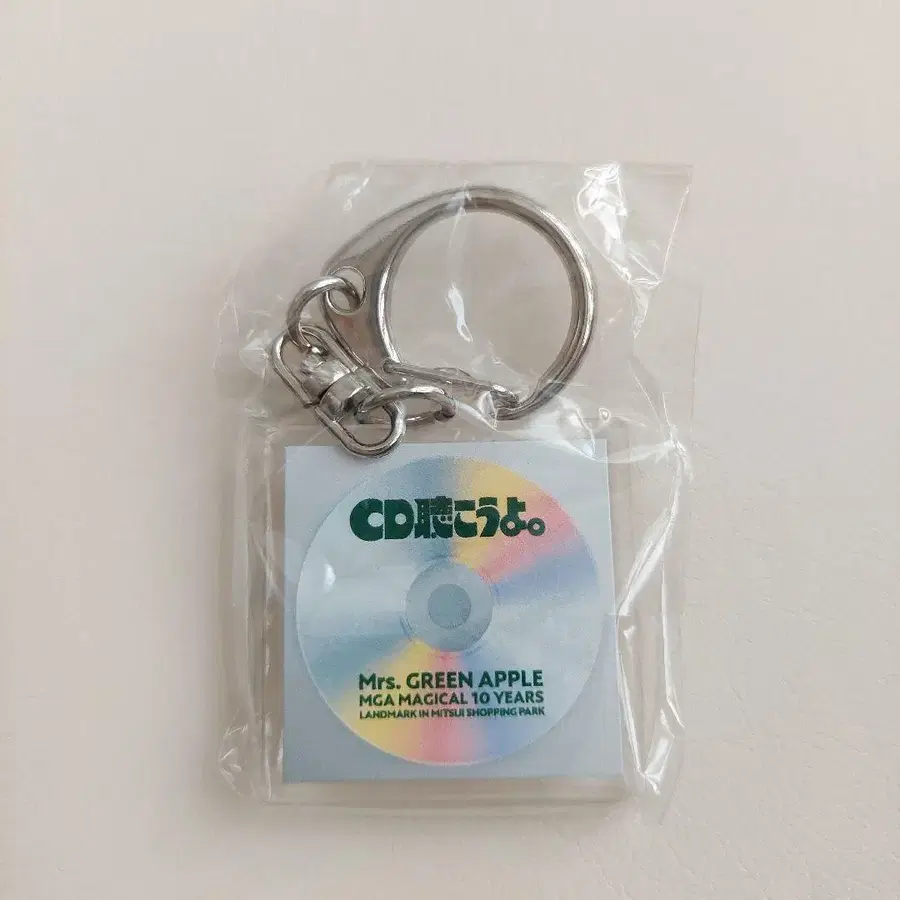 CD聴こうよ。
Mrs. GREEN APPLE
MGA MAGICAL 10 YEARS
LANDMARK IN MITSUI SHOPPING PARK